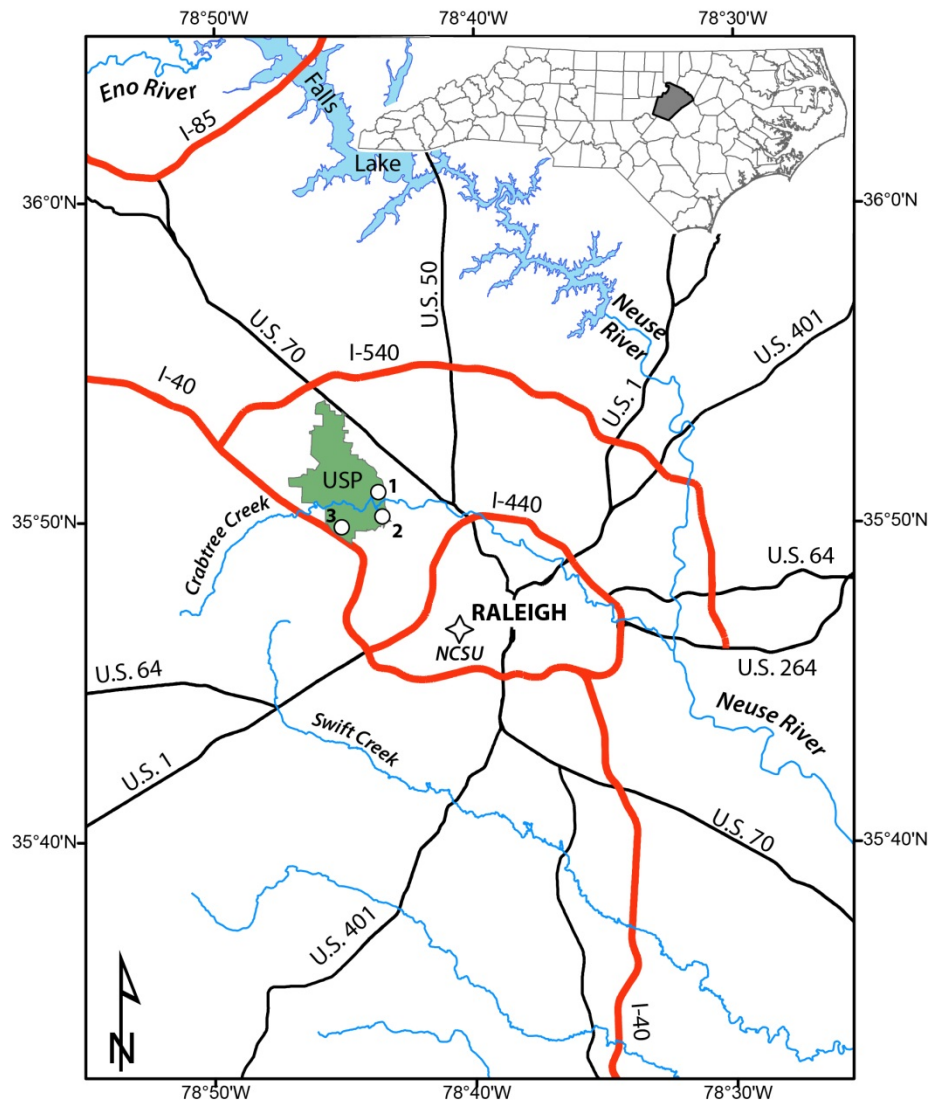 78°50'W
78°40'W
78°30'W
Eno River
Falls
I-85
Lake
36°0'N
36°0'N
U.S. 50
Neuse
River
U.S. 70
U.S. 401
I-540
I-40
U.S. 1
USP
1
I-440
3
2
35°50'N
35°50'N
Crabtree Creek
U.S. 64
RALEIGH
NCSU
U.S. 264
U.S. 64
Neuse River
Swift Creek
U.S. 1
U.S. 70
35°40'N
35°40'N
U.S. 401
I-40
N
78°50'W
78°40'W
78°30'W